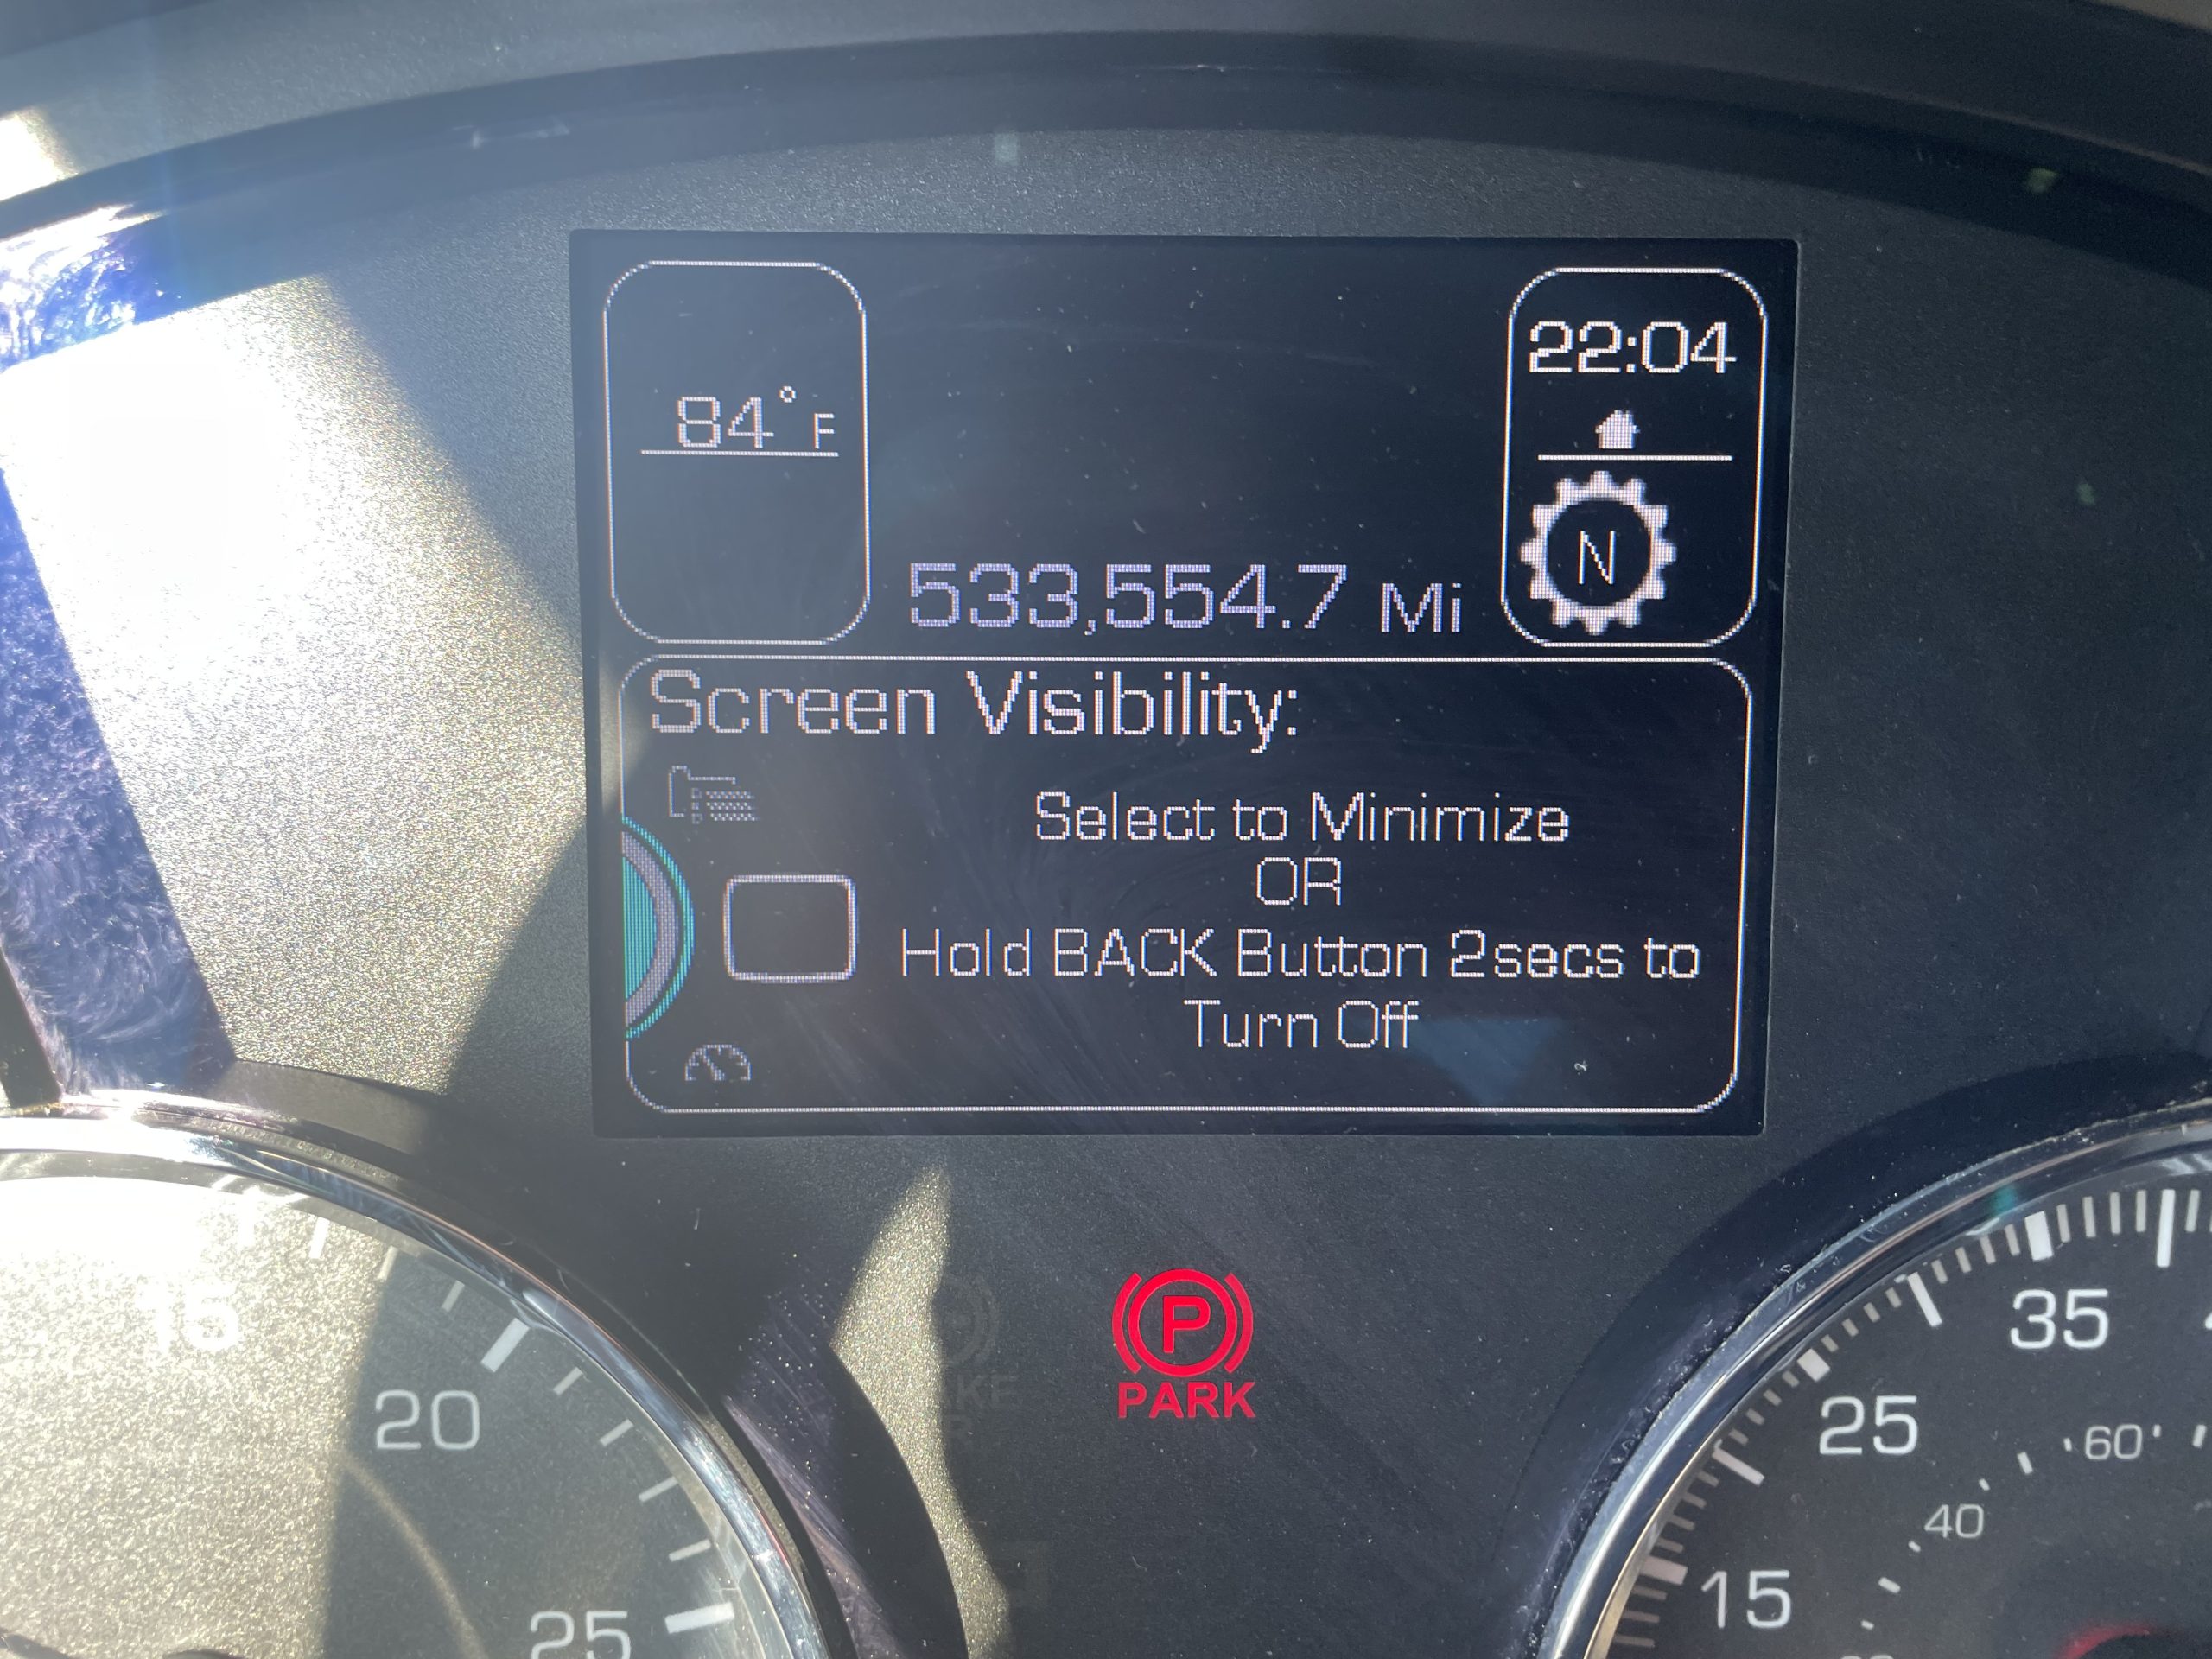 84° F
22:04
N
533,554.7 Mi
Screen Visibility:
Select to Minimize
OR
Hold BACK Button 2secs to
Turn Off
P
PARK
15
20
25
35
25
15
60
40